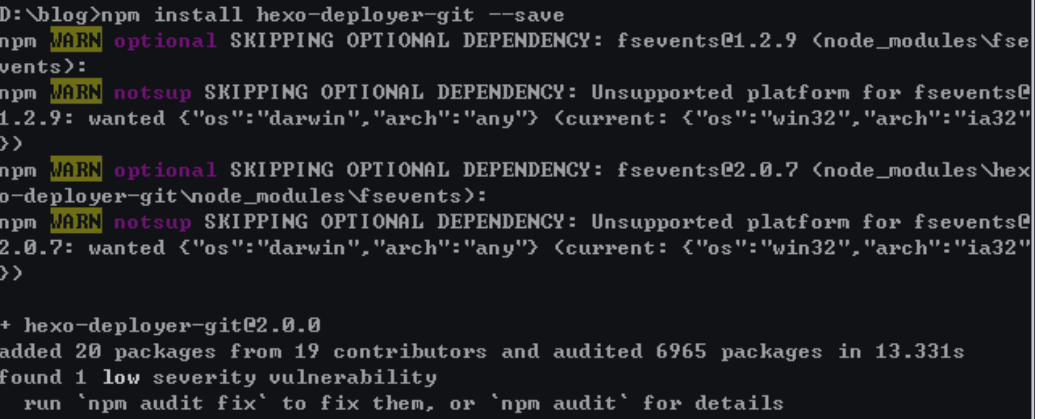 D:\blog>npm install hexo-deployer-git --save
npm WARN optional SKIPPING OPTIONAL DEPENDENCY: fsevents@1.2.9 (node_modules\fse
vents):
npm WARN notsup SKIPPING OPTIONAL DEPENDENCY: Unsupported platform for fsevents@
1.2.9: wanted {"os":"darwin","arch":"any"} (current: {"os":"win32","arch":"ia32"
})
npm WARN optional SKIPPING OPTIONAL DEPENDENCY: fsevents@2.0.7 (node_modules\hex
o-deployer-git\node_modules\fsevents):
npm WARN notsup SKIPPING OPTIONAL DEPENDENCY: Unsupported platform for fsevents@
2.0.7: wanted {"os":"darwin","arch":"any"} (current: {"os":"win32","arch":"ia32"
})
+ hexo-deployer-git@2.0.0
added 20 packages from 19 contributors and audited 6965 packages in 13.331s
found 1 low severity vulnerability
  run `npm audit fix` to fix them, or `npm audit` for details